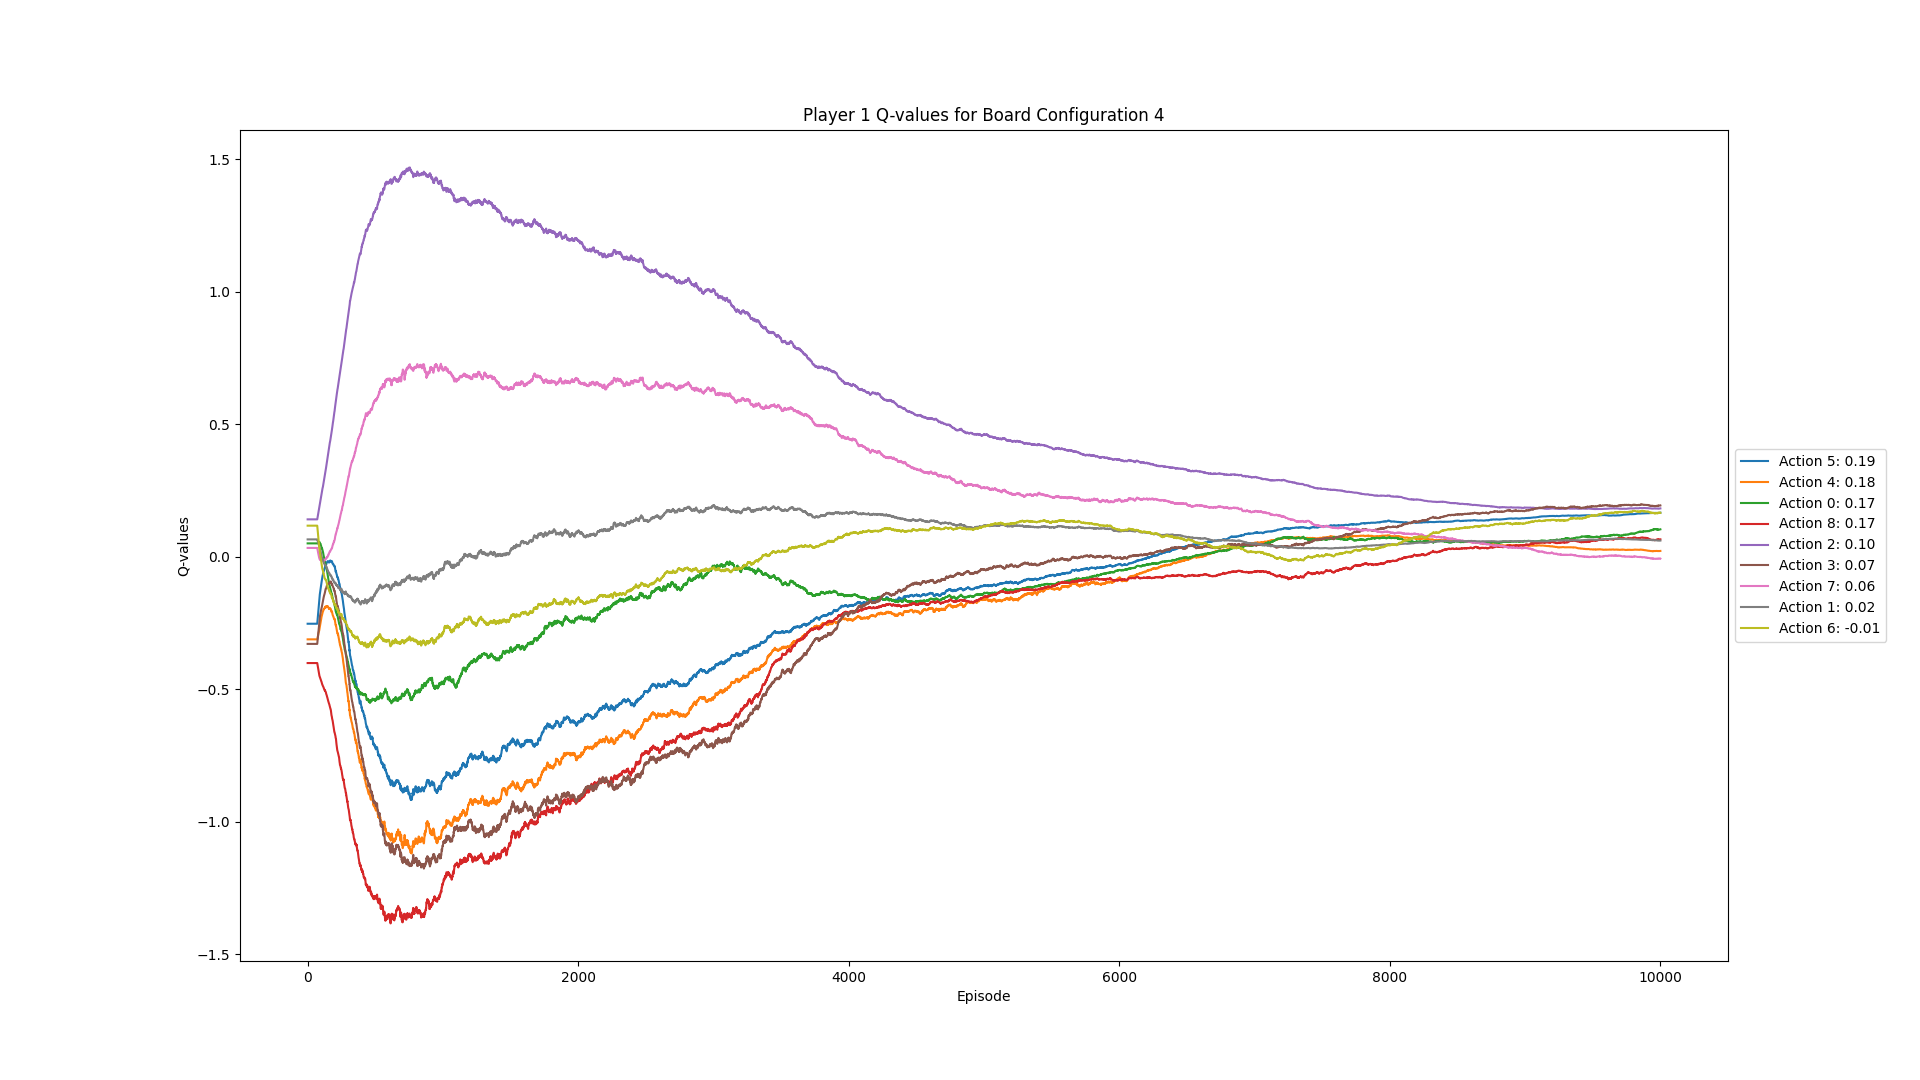 Player 1 Q-values for Board Configuration 4
1.5
1.0
0.5
0.0
−0.5
−1.0
−1.5
Q-values
0
2000
4000
6000
8000
10000
Episode
Action 5: 0.19
Action 4: 0.18
Action 0: 0.17
Action 8: 0.17
Action 2: 0.10
Action 3: 0.07
Action 7: 0.06
Action 1: 0.02
Action 6: -0.01